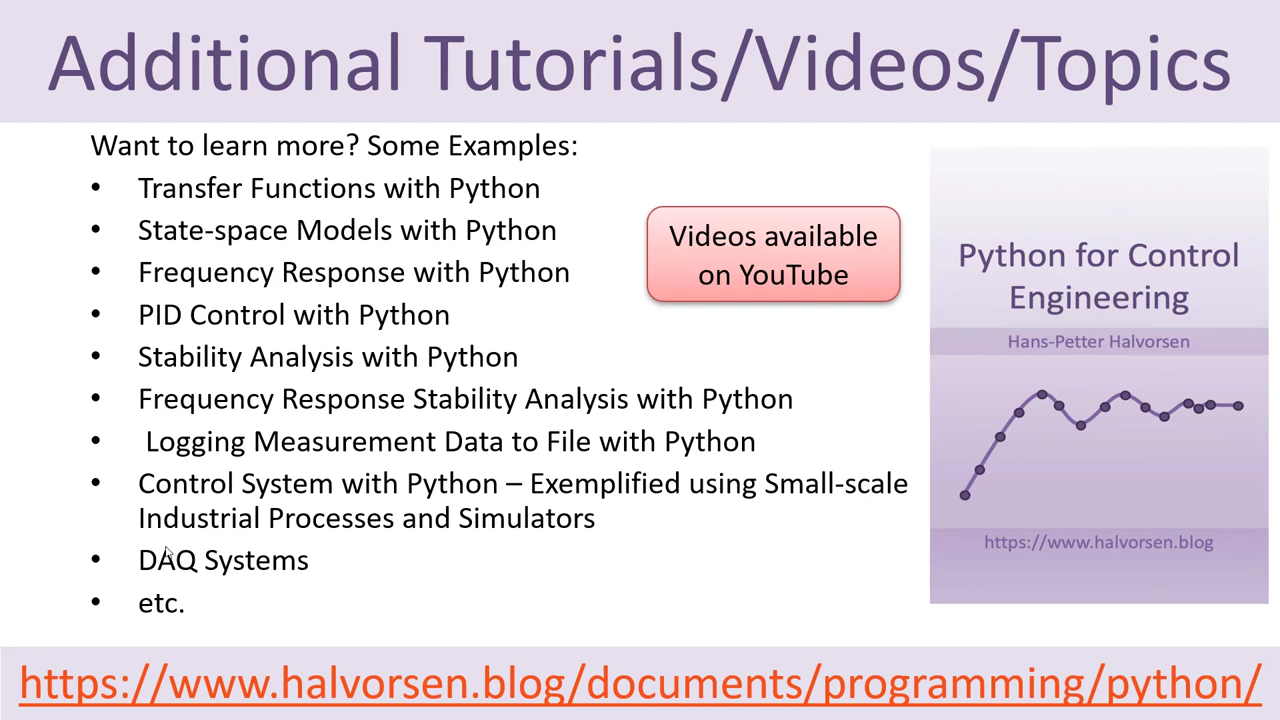 Additional Tutorials/Videos/Topics
Want to learn more? Some Examples:
• Transfer Functions with Python
• State-space Models with Python
• Frequency Response with Python
• PID Control with Python
• Stability Analysis with Python
• Frequency Response Stability Analysis with Python
• Logging Measurement Data to File with Python
• Control System with Python – Exemplified using Small-scale
Industrial Processes and Simulators
• DAQ Systems
• etc.
Videos available
on YouTube
Python for Control
Engineering
Hans-Petter Halvorsen
https://www.halvorsen.blog
https://www.halvorsen.blog/documents/programming/python/